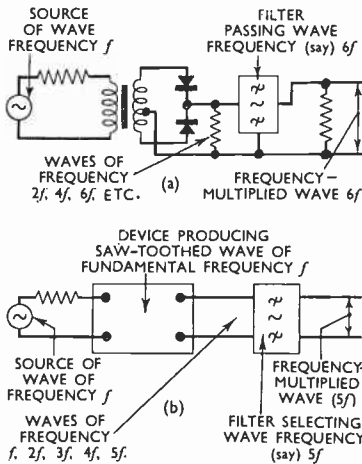 SOURCE
OF WAVE
FREQUENCY f
FILTER
PASSING WAVE
FREQUENCY (say) 6f
WAVES OF
FREQUENCY
2f, 4f, 6f, ETC.
(a)
FREQUENCY–
MULTIPLIED WAVE 6f
DEVICE PRODUCING
SAW-TOOTHED WAVE OF
FUNDAMENTAL FREQUENCY f
SOURCE OF
WAVE OF
FREQUENCY
f
WAVES OF
FREQUENCY
f, 2f, 3f, 4f, 5f.
(b)
FREQUENCY-
MULTIPLIED
WAVE (5f)
FILTER SELECTING
WAVE FREQUENCY
(say) 5f